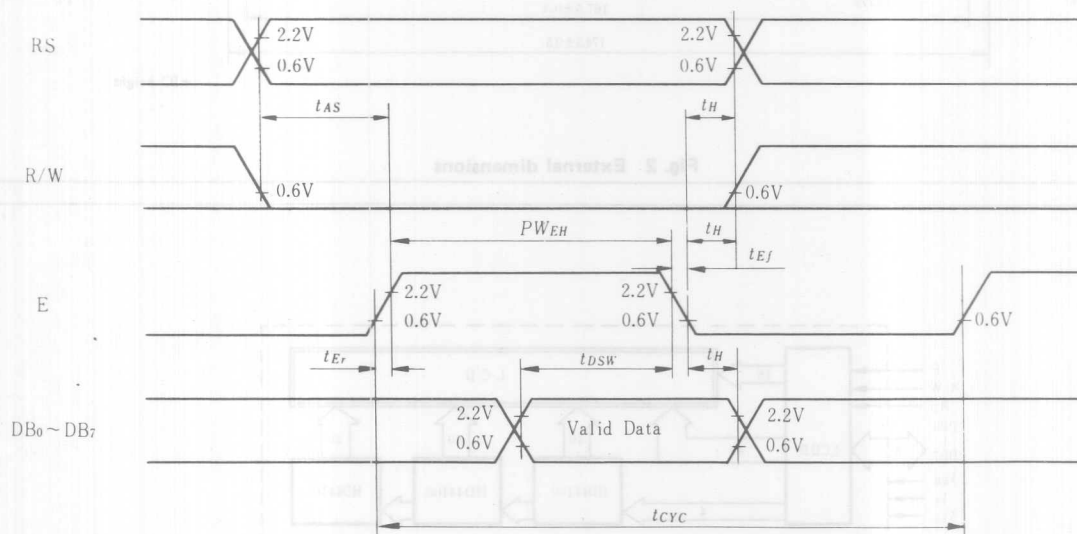 RS
2.2V
2.2V
0.6V
0.6V
tAS
tH
R/W
0.6V
0.6V
PWEH
tH
tEf
E
2.2V
2.2V
0.6V
0.6V
0.6V
tEr
tDSW
tH
DB0~DB7
2.2V
Valid Data
2.2V
0.6V
0.6V
tCYC
Fig. 2 External dimensions